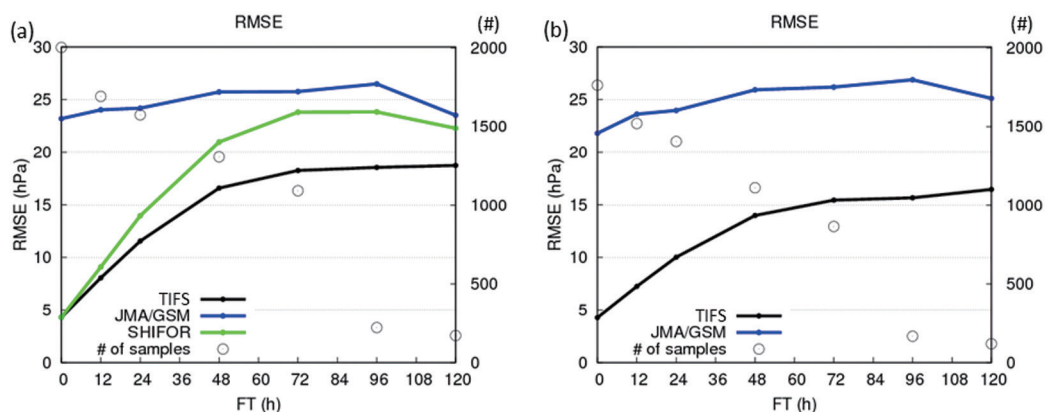 (a)
RMSE
(#)
30
25
20
15
10
5
0
RMSE (hPa)
2000
1500
1000
500
0
TIFS
JMA/GSM
SHIFOR
# of samples
0 12 24 36 48 60 72 84 96 108 120
FT (h)
(b)
RMSE
(#)
30
25
20
15
10
5
0
RMSE (hPa)
2000
1500
1000
500
0
TIFS
JMA/GSM
# of samples
0 12 24 36 48 60 72 84 96 108 120
FT (h)